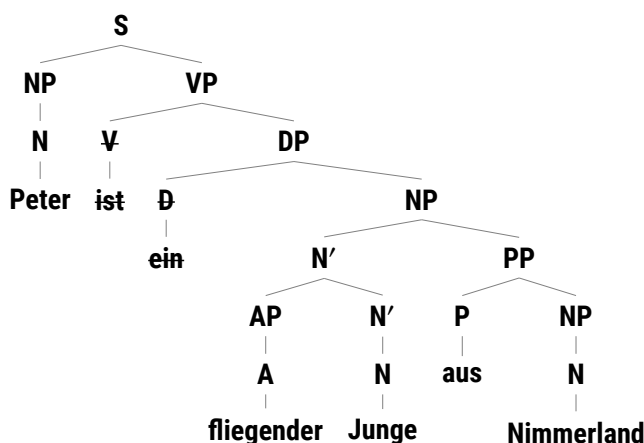 S
NP VP
N V DP
Peter ist D NP
ein N′ PP
AP N′ P NP
A N aus N
fliegender Junge Nimmerland